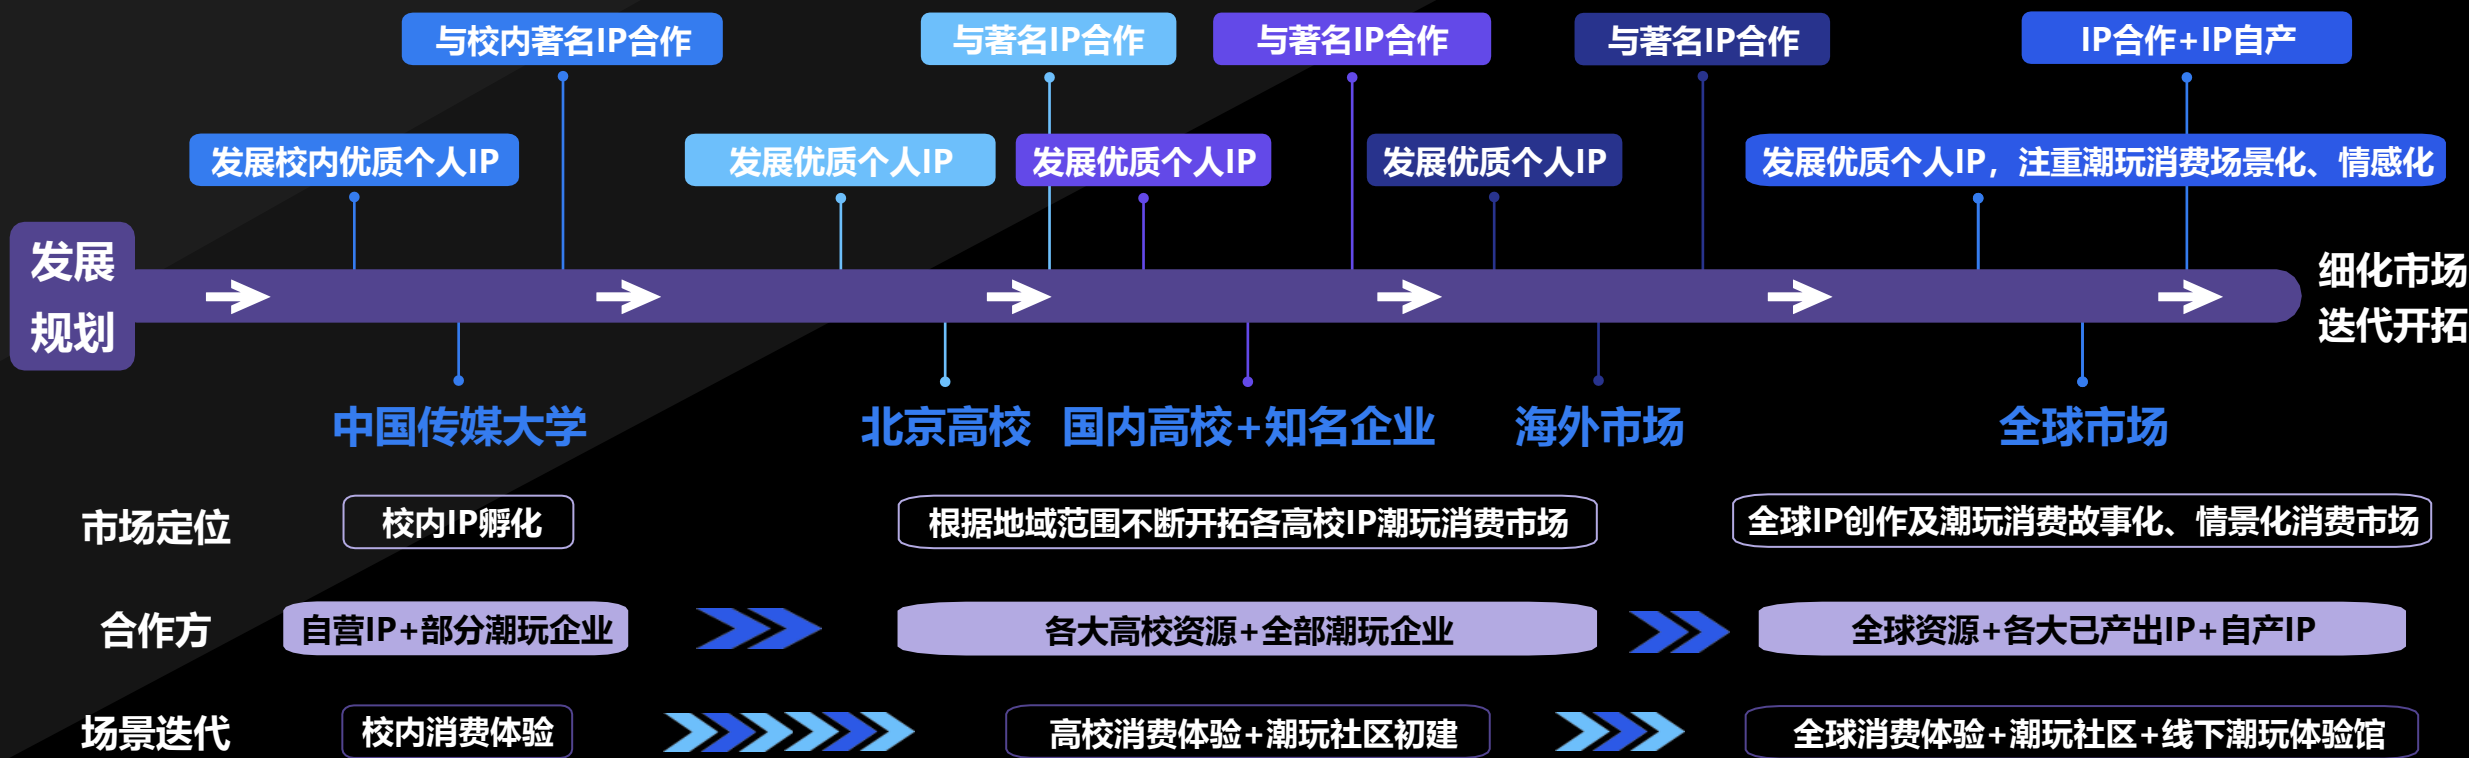 与校内著名IP合作
与著名IP合作
与著名IP合作
与著名IP合作
IP合作+IP自产
发展校内优质个人IP
发展优质个人IP
发展优质个人IP
发展优质个人IP
发展优质个人IP，注重潮玩消费场景化、情感化
发展
规划
细化市场
迭代开拓
中国传媒大学
北京高校
国内高校+知名企业
海外市场
全球市场
市场定位
校内IP孵化
根据地域范围不断开拓各高校IP潮玩消费市场
全球IP创作及潮玩消费故事化、情景化消费市场
合作方
自营IP+部分潮玩企业
各大高校资源+全部潮玩企业
全球资源+各大已产出IP+自产IP
场景迭代
校内消费体验
高校消费体验+潮玩社区初建
全球消费体验+潮玩社区+线下潮玩体验馆